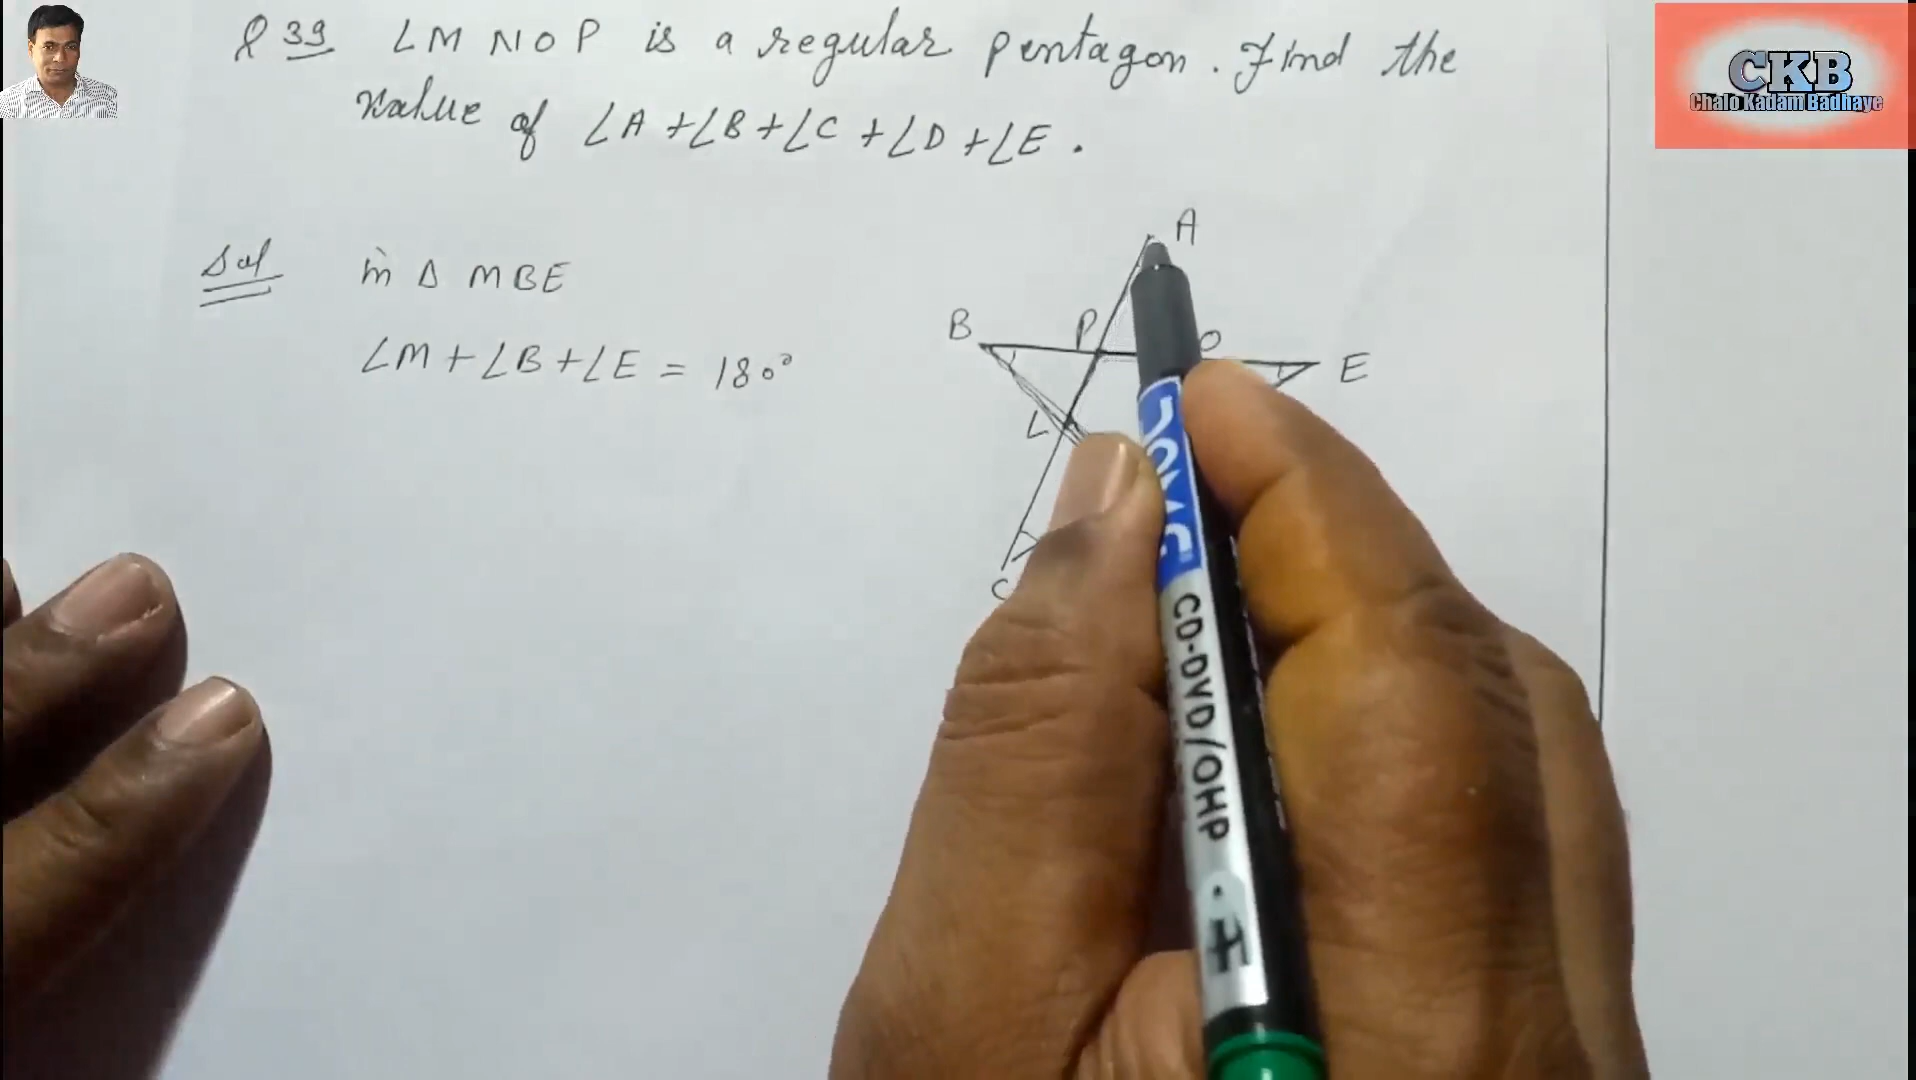 Q 39 LMNOP is a regular pentagon. Find the
value of ∠A+∠B+∠C+∠D+∠E.
CKB
Chalo Kadam Badhaye
Sol in Δ MBE
∠M+∠B+∠E = 180°
A
B P O E
L
C
DOMS
CD-DVD/OHP